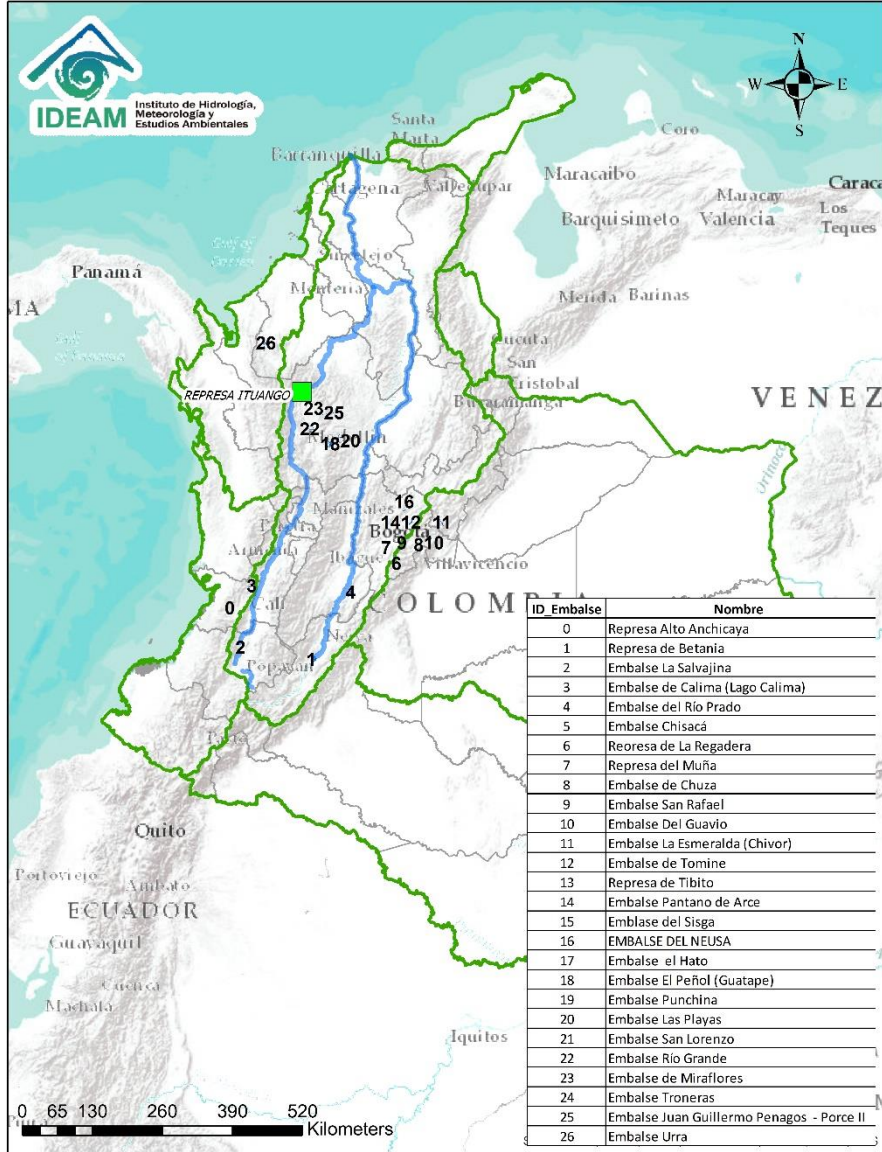 IDEAM
Instituto de Hidrología,
Meteorología y
Estudios Ambientales
N
W
E
S
Santa
Marta
Barranquilla
Cartagena
Valledupar
Coro
Maracaibo
Maracay
Caraca
Barquisimeto
Valencia
Los
Teques
Panamá
MA
Sincelejo
Montería
Merida
Barinas
Cucuta
San
Cristobal
Bucaramanga
26
REPRESA ITUANGO
23
25
22
Medellín
18
20
VENEZ
Orinoco
16
Manizales
14
12
11
Bogotá
7
9
8
10
6
Armenia
Ibague
Villavicencio
3
4
0
Cali
COLOMBIA
2
Neiva
1
Popayán
Pasto
Quito
Portoviejo
Ambato
ECUADOR
Guayaquil
Cuenca
Machala
Iquitos
ID_Embalse Nombre
0 Represa Alto Anchicaya
1 Represa de Betania
2 Embalse La Salvajina
3 Embalse de Calima (Lago Calima)
4 Embalse del Río Prado
5 Embalse Chisacá
6 Reoresa de La Regadera
7 Represa del Muña
8 Embalse de Chuza
9 Embalse San Rafael
10 Embalse Del Guavio
11 Embalse La Esmeralda (Chivor)
12 Embalse de Tomine
13 Represa de Tibito
14 Embalse Pantano de Arce
15 Emblase del Sisga
16 EMBALSE DEL NEUSA
17 Embalse el Hato
18 Embalse El Peñol (Guatape)
19 Embalse Punchina
20 Embalse Las Playas
21 Embalse San Lorenzo
22 Embalse Río Grande
23 Embalse de Miraflores
24 Embalse Troneras
25 Embalse Juan Guillermo Penagos - Porce II
26 Embalse Urra
0 65 130 260 390 520
Kilometers